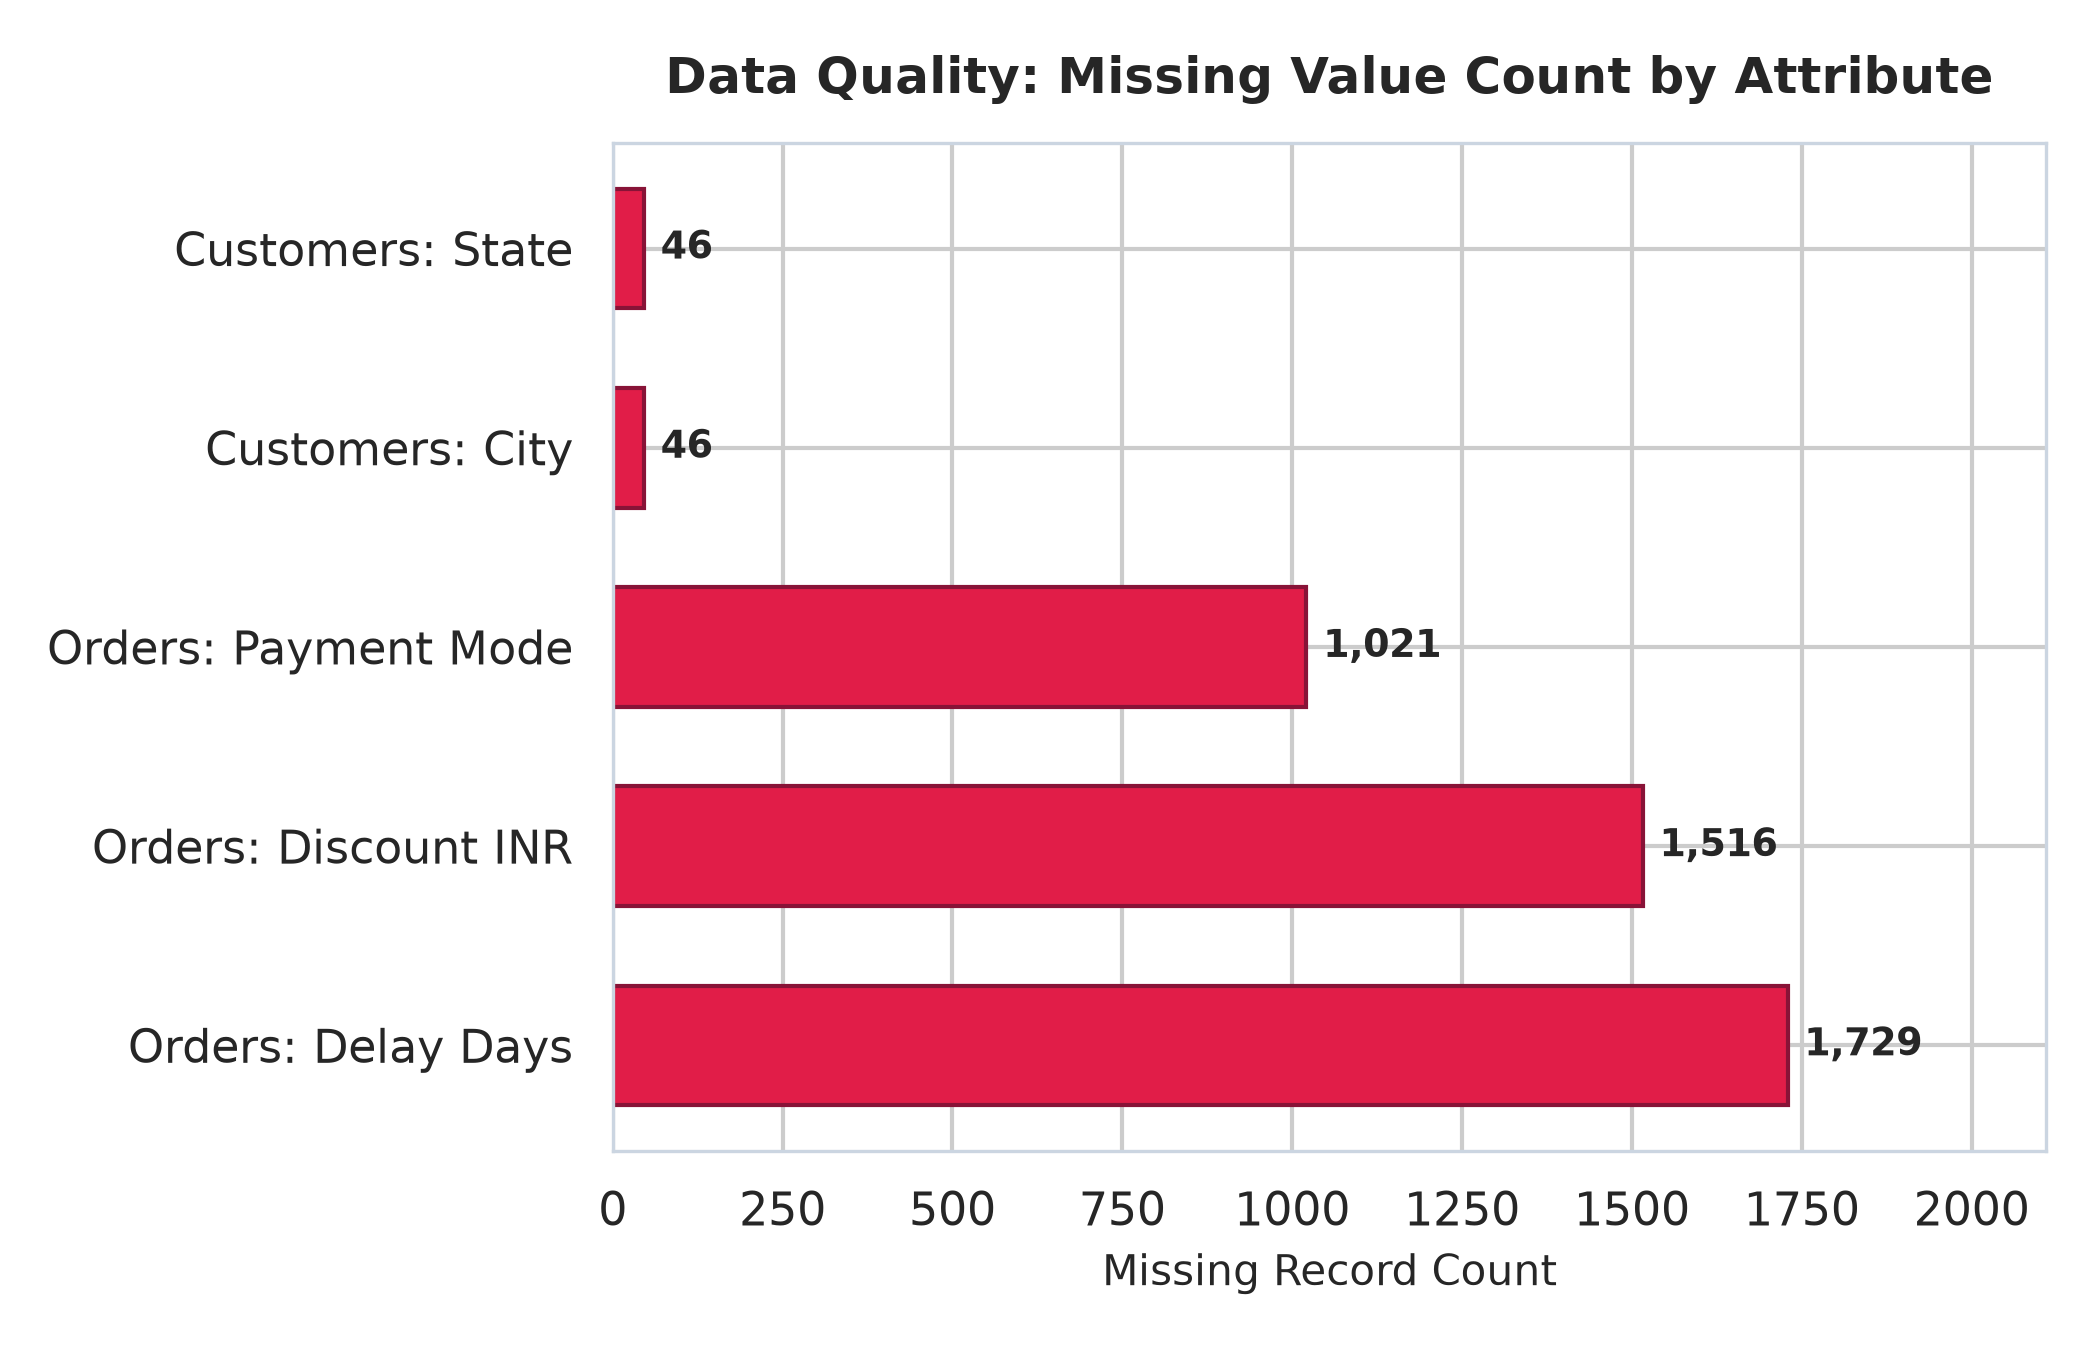 Data Quality: Missing Value Count by Attribute
Customers: State
46
Customers: City
46
Orders: Payment Mode
1,021
Orders: Discount INR
1,516
Orders: Delay Days
1,729
0 250 500 750 1000 1250 1500 1750 2000
Missing Record Count